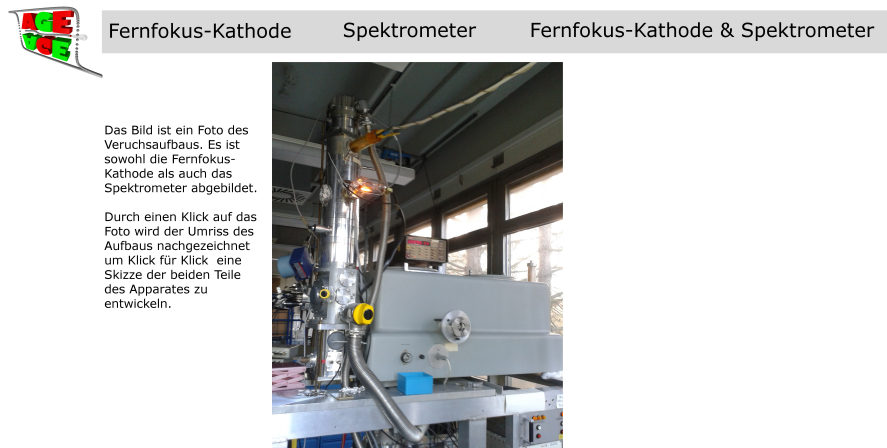 AGE
VCE
Fernfokus-Kathode Spektrometer Fernfokus-Kathode & Spektrometer
Das Bild ist ein Foto des
Veruchsaufbaus. Es ist
sowohl die Fernfokus-
Kathode als auch das
Spektrometer abgebildet.
Durch einen Klick auf das
Foto wird der Umriss des
Aufbaus nachgezeichnet
um Klick für Klick eine
Skizze der beiden Teile
des Apparates zu
entwickeln.